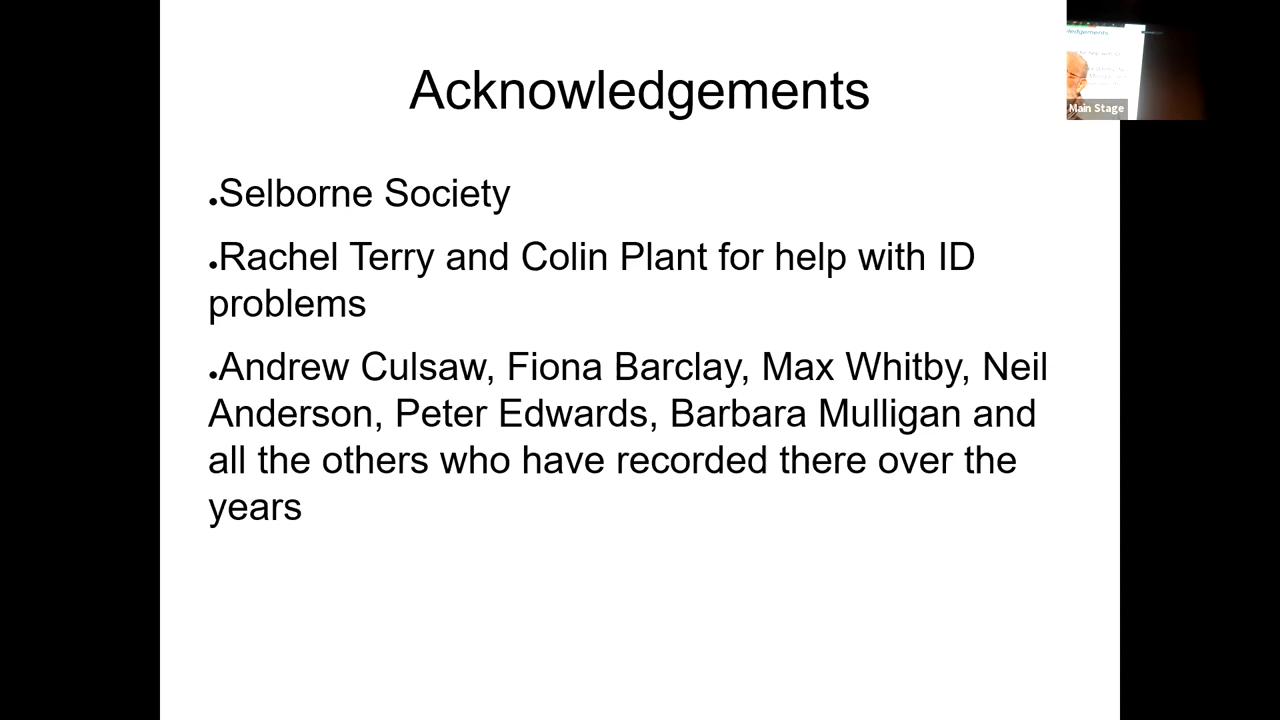 Acknowledgements
ledgements
Main Stage
●Selborne Society
●Rachel Terry and Colin Plant for help with ID
problems
●Andrew Culsaw, Fiona Barclay, Max Whitby, Neil
Anderson, Peter Edwards, Barbara Mulligan and
all the others who have recorded there over the
years